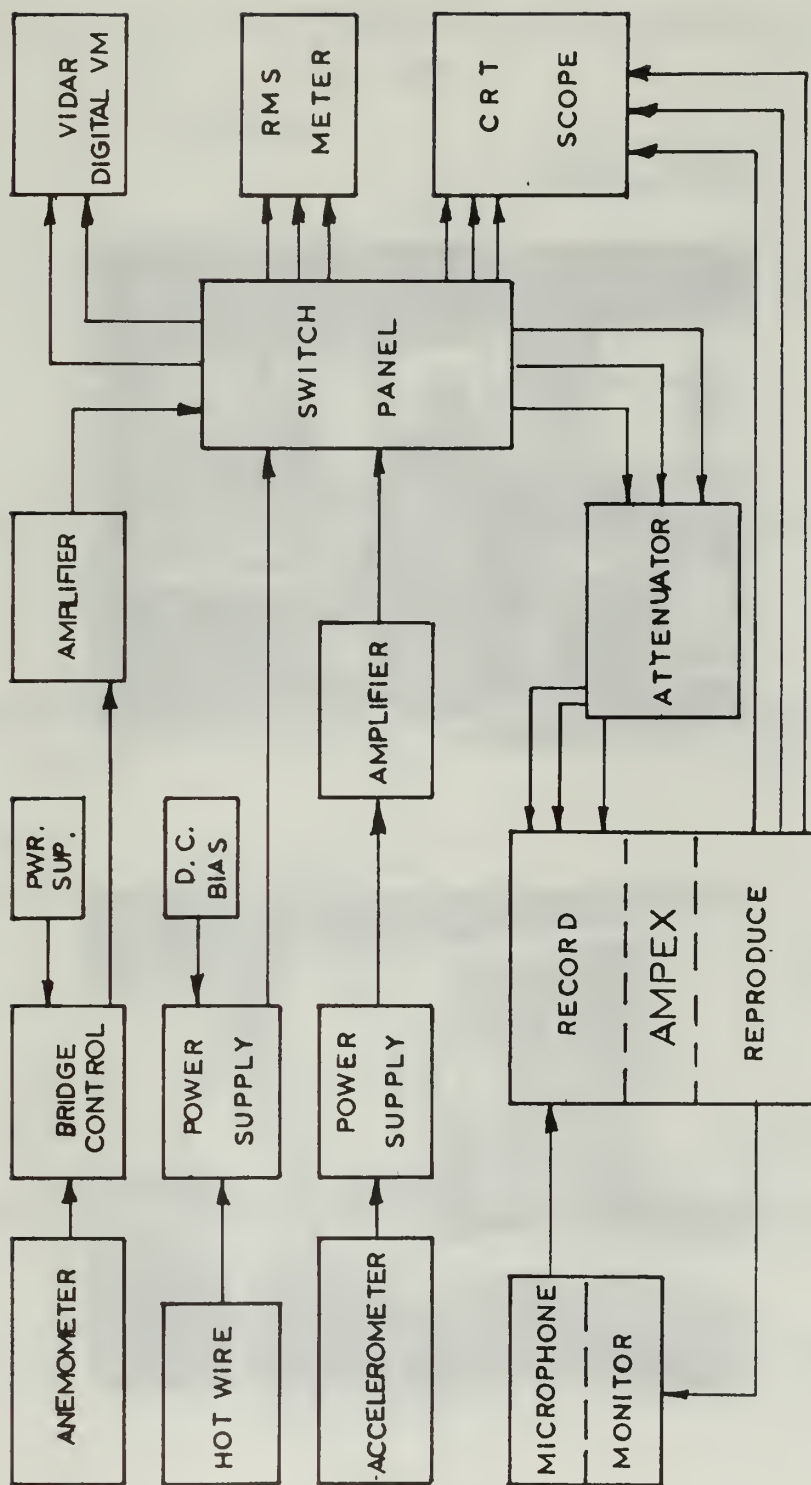 ANEMOMETER
BRIDGE
CONTROL
PWR.
SUP.
AMPLIFIER
VIDAR
DIGITAL VM
HOT WIRE
POWER
SUPPLY
D. C.
BIAS
SWITCH
PANEL
RMS
METER
ACCELEROMETER
POWER
SUPPLY
AMPLIFIER
CRT
SCOPE
MICROPHONE
MONITOR
RECORD
AMPEX
REPRODUCE
ATTENUATOR